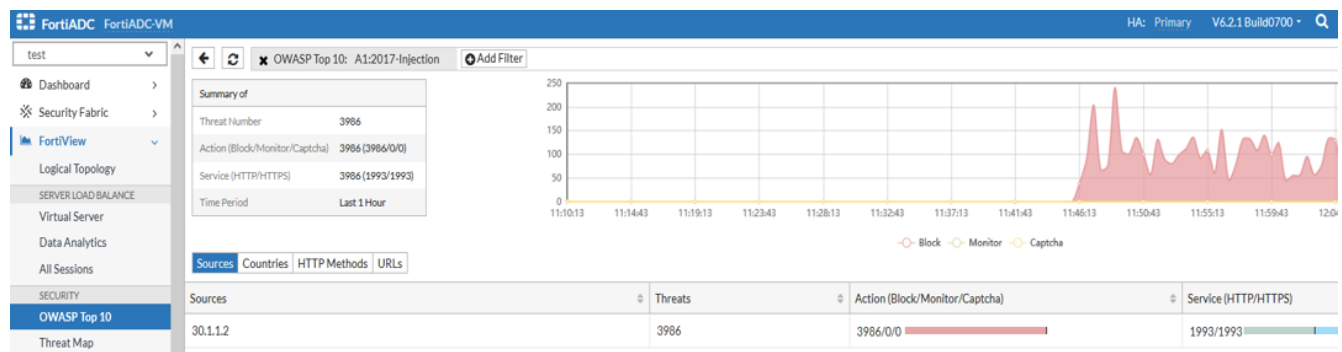 FortiADC FortiADC-VM
HA: Primary V6.2.1 Build0700
test
OWASP Top 10: A1:2017-Injection Add Filter
Dashboard
Security Fabric
FortiView
Logical Topology
SERVER LOAD BALANCE
Virtual Server
Data Analytics
All Sessions
SECURITY
OWASP Top 10
Threat Map
Summary of
Threat Number 3986
Action (Block/Monitor/Captcha) 3986 (3986/0/0)
Service (HTTP/HTTPS) 3986 (1993/1993)
Time Period Last 1 Hour
250
200
150
100
50
0
11:10:13 11:14:43 11:19:13 11:23:43 11:28:13 11:32:43 11:37:13 11:41:43 11:46:13 11:50:43 11:55:13 11:59:43 12:04
Block Monitor Captcha
Sources Countries HTTP Methods URLs
Sources Threats Action (Block/Monitor/Captcha) Service (HTTP/HTTPS)
30.1.1.2 3986 3986/0/0 1993/1993